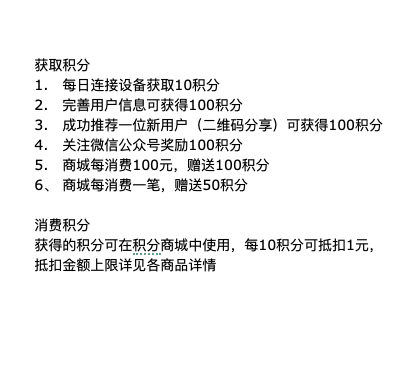 获取积分
1. 每日连接设备获取10积分
2. 完善用户信息可获得100积分
3. 成功推荐一位新用户（二维码分享）可获得100积分
4. 关注微信公众号奖励100积分
5. 商城每消费100元，赠送100积分
6、 商城每消费一笔，赠送50积分
消费积分
获得的积分可在积分商城中使用，每10积分可抵扣1元，
抵扣金额上限详见各商品详情